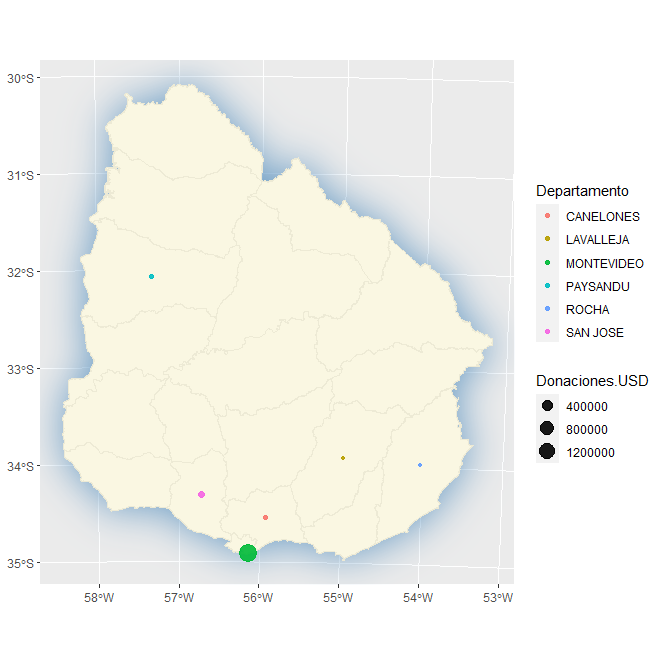 30°S
31°S
32°S
33°S
34°S
35°S
58°W
57°W
56°W
55°W
54°W
53°W
Departamento
CANELONES
LAVALLEJA
MONTEVIDEO
PAYSANDU
ROCHA
SAN JOSE
Donaciones.USD
400000
800000
1200000